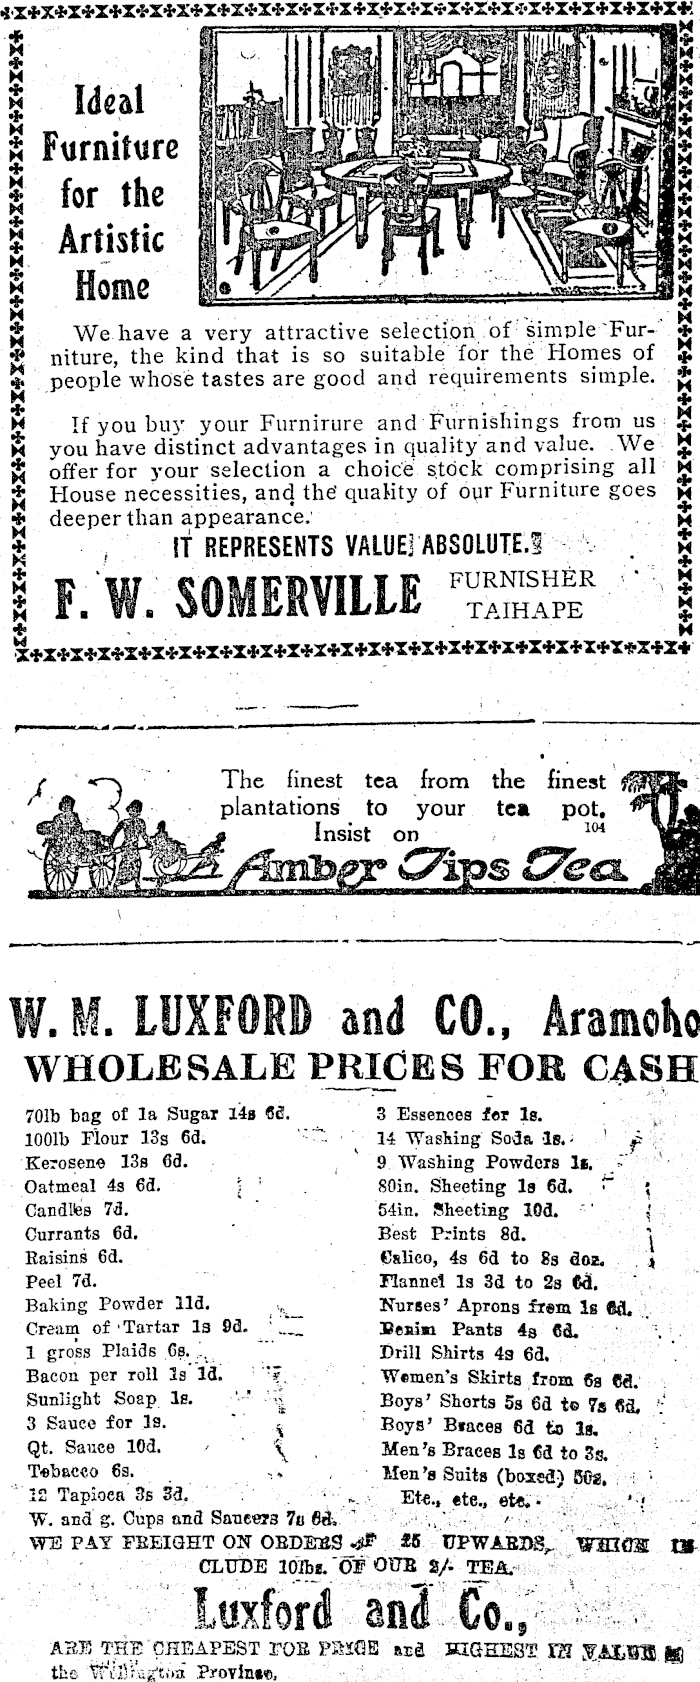 Ideal
Furniture
for the
Artistic
Home
We have a very attractive selection of simple Fur-
niture, the kind that is so suitable for the Homes of
people whose tastes are good and requirements simple.
If you buy your Furnirure and Furnishings from us
you have distinct advantages in quality and value. We
offer for your selection a choice stock comprising all
House necessities, and the quality of our Furniture goes
deeper than appearance.
IT REPRESENTS VALUE ABSOLUTE.
F. W. SOMERVILLE
FURNISHER
TAIHAPE
The finest tea from the finest
plantations to your tea pot.
Insist on 104
Amber Tips Tea
W. M. LUXFORD and CO., Aramoho
WHOLESALE PRICES FOR CASH
70lb bag of 1a Sugar 14s 6d.
100lb Flour 13s 6d.
Kerosene 13s 6d.
Oatmeal 4s 6d.
Candles 7d.
Currants 6d.
Raisins 6d.
Peel 7d.
Baking Powder 11d.
Cream of Tartar 1s 9d.
1 gross Plaids 6s.
Bacon per roll 1s 1d.
Sunlight Soap 1s.
3 Sauce for 1s.
Qt. Sauce 10d.
Tobacco 6s.
12 Tapioca 3s 3d.
W. and g. Cups and Saucers 7s 6d.
3 Essences for 1s.
14 Washing Soda 1s.
9 Washing Powders 1s.
80in. Sheeting 1s 6d.
54in. Sheeting 10d.
Best Prints 8d.
Calico, 4s 6d to 8s doz.
Flannel 1s 3d to 2s 6d.
Nurses' Aprons from 1s 6d.
Denim Pants 4s 6d.
Drill Shirts 4s 6d.
Women's Skirts from 6s 6d.
Boys' Shorts 5s 6d to 7s 6d.
Boys' Braces 6d to 1s.
Men's Braces 1s 6d to 3s.
Men's Suits (boxed) 50s.
Etc., etc., etc.
WE PAY FREIGHT ON ORDERS OF £5 UPWARDS, WHICH IN
CLUDE 10lbs. OF OUR 2/- TEA.
Luxford and Co.,
ARE THE CHEAPEST FOR PRICE and HIGHEST IN VALUE
the Wellington Province.